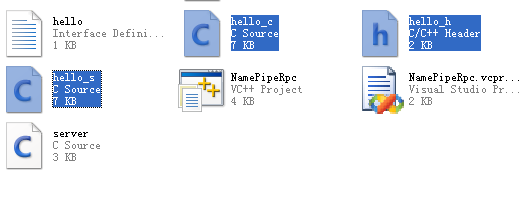 hello
Interface Defini...
1 KB
hello_c
C Source
7 KB
hello_h
C/C++ Header
2 KB
hello_s
C Source
7 KB
NamePipeRpc
VC++ Project
4 KB
NamePipeRpc.vcpr...
Visual Studio Pr...
2 KB
server
C Source
3 KB